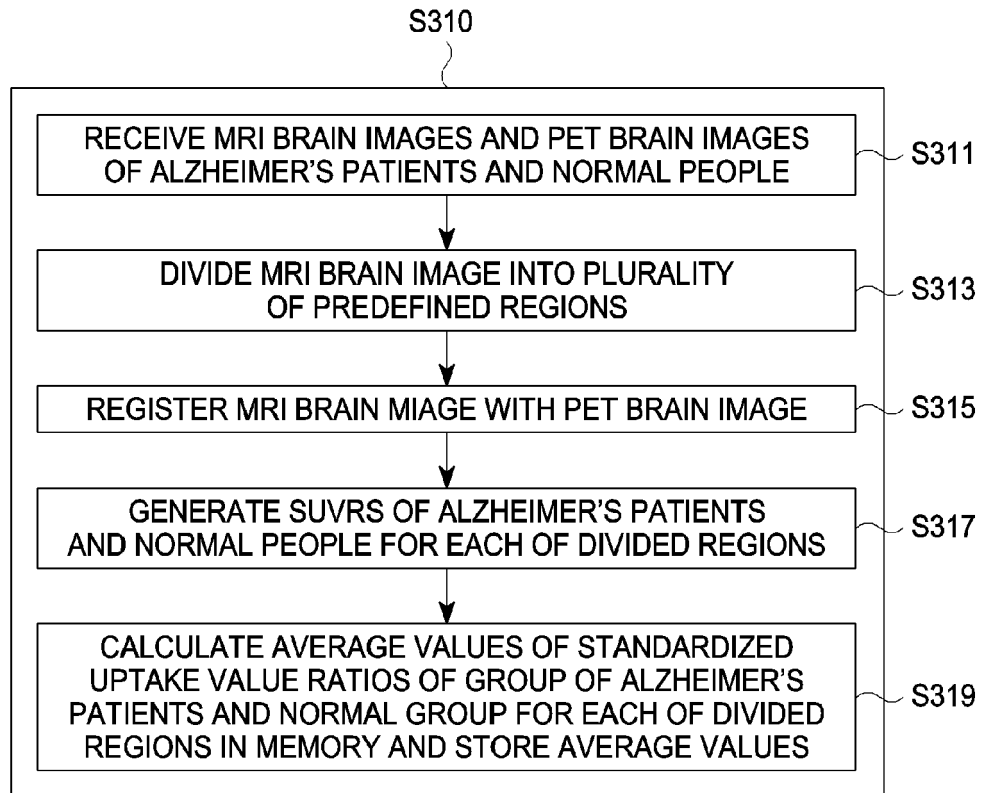 S310
RECEIVE MRI BRAIN IMAGES AND PET BRAIN IMAGES
OF ALZHEIMER'S PATIENTS AND NORMAL PEOPLE
S311
DIVIDE MRI BRAIN IMAGE INTO PLURALITY
OF PREDEFINED REGIONS
S313
REGISTER MRI BRAIN MIAGE WITH PET BRAIN IMAGE
S315
GENERATE SUVRS OF ALZHEIMER'S PATIENTS
AND NORMAL PEOPLE FOR EACH OF DIVIDED REGIONS
S317
CALCULATE AVERAGE VALUES OF STANDARDIZED
UPTAKE VALUE RATIOS OF GROUP OF ALZHEIMER'S
PATIENTS AND NORMAL GROUP FOR EACH OF DIVIDED
REGIONS IN MEMORY AND STORE AVERAGE VALUES
S319